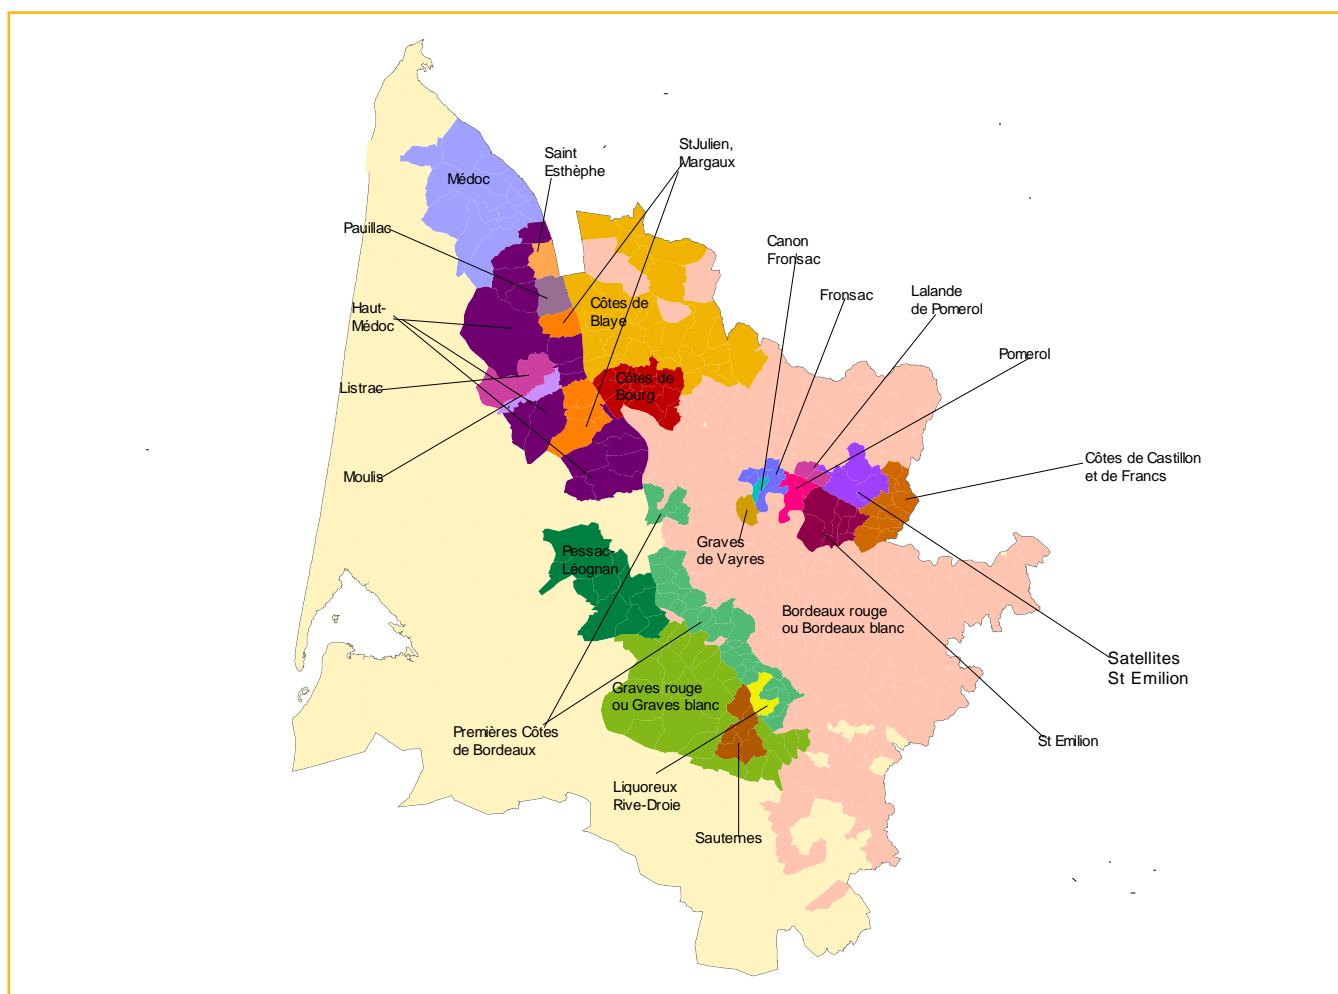 StJulien,
Margaux
Saint
Esthèphe
Médoc
Pauillac
Canon
Fronsac
Fronsac
Lalande
de Pomerol
Côtes de
Blaye
Haut-
Médoc
Pomerol
Listrac
Côtes de
Bourg
Moulis
Côtes de Castillon
et de Francs
Graves
de Vayres
Pessac-
Léognan
Bordeaux rouge
ou Bordeaux blanc
Satellites
St Emilion
Graves rouge
ou Graves blanc
Premières Côtes
de Bordeaux
St Emilion
Liquoreux
Rive-Droie
Sauternes